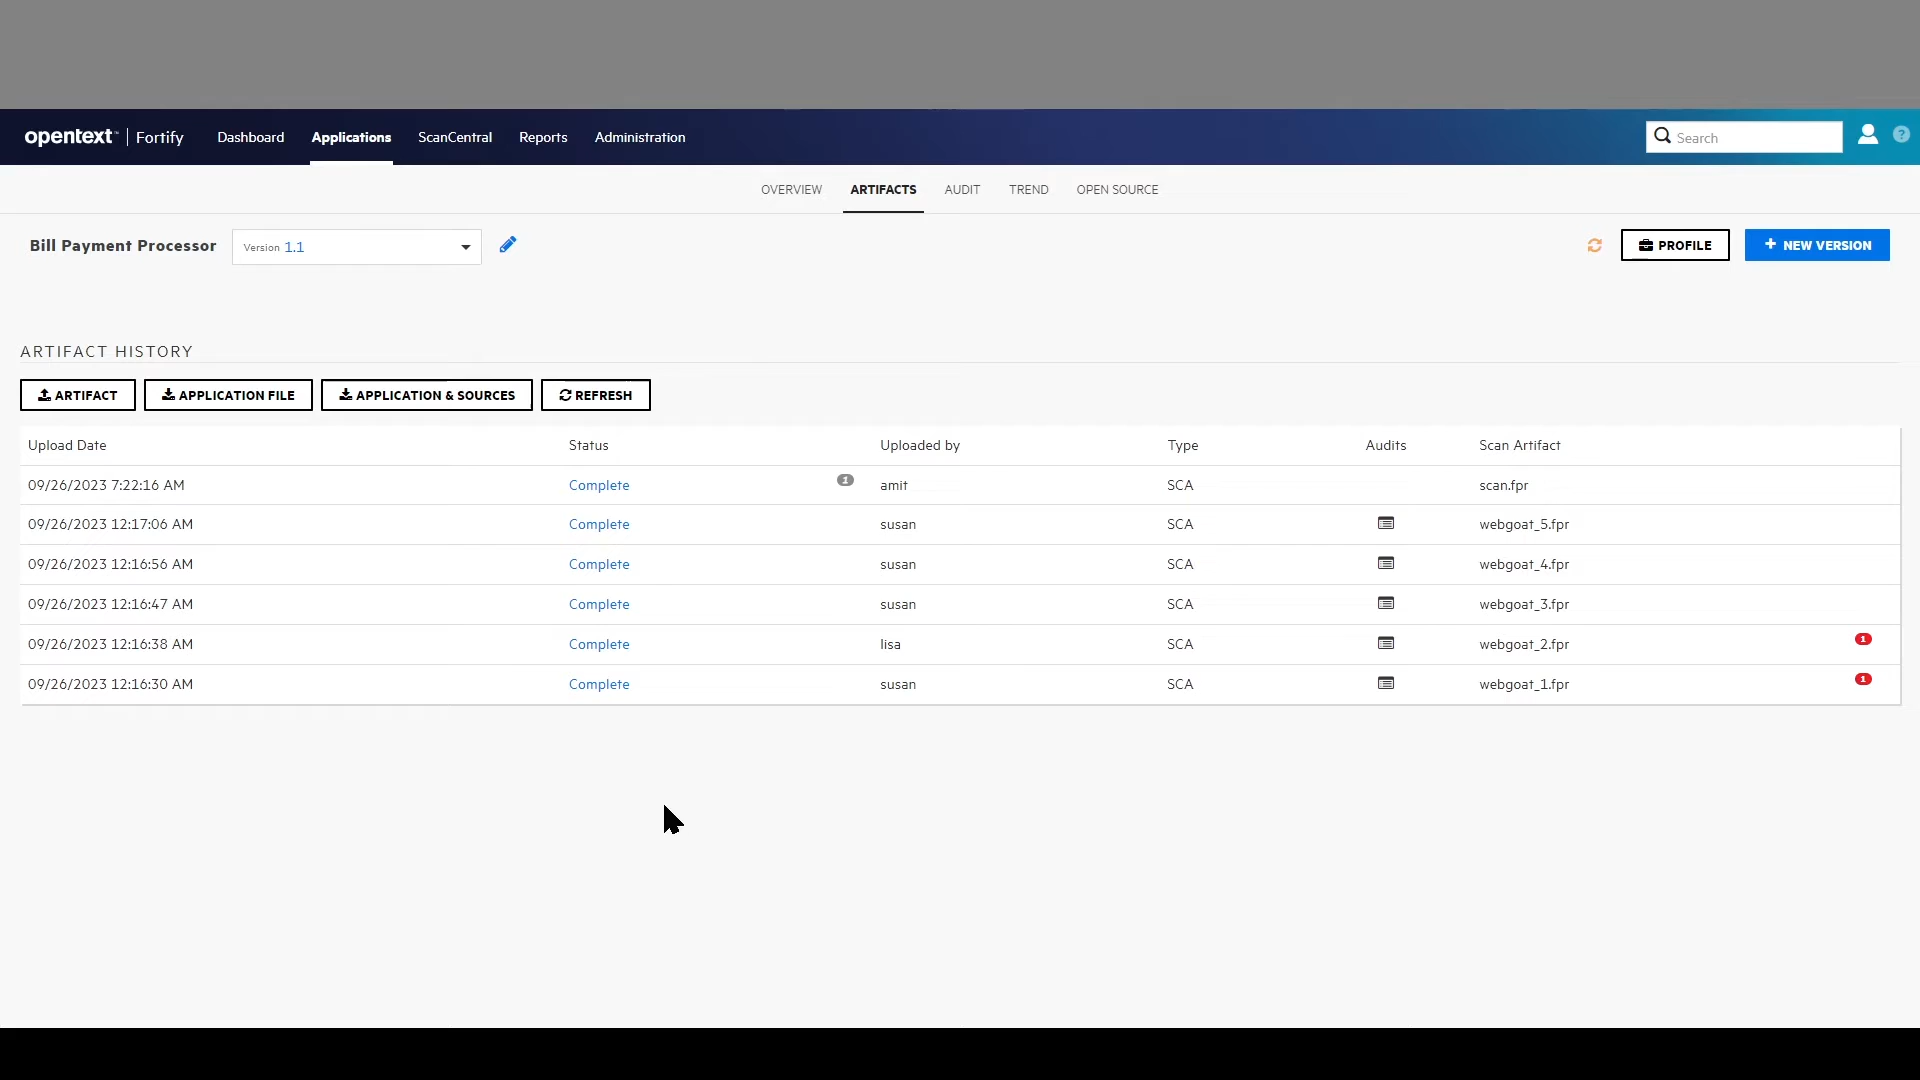 opentext™ | Fortify Dashboard Applications ScanCentral Reports Administration Search ?
OVERVIEW ARTIFACTS AUDIT TREND OPEN SOURCE
Bill Payment Processor Version 1.1 PROFILE + NEW VERSION
ARTIFACT HISTORY
ARTIFACT APPLICATION FILE APPLICATION & SOURCES REFRESH
Upload Date Status Uploaded by Type Audits Scan Artifact
09/26/2023 7:22:16 AM Complete 1 amit SCA scan.fpr
09/26/2023 12:17:06 AM Complete susan SCA webgoat_5.fpr
09/26/2023 12:16:56 AM Complete susan SCA webgoat_4.fpr
09/26/2023 12:16:47 AM Complete susan SCA webgoat_3.fpr
09/26/2023 12:16:38 AM Complete lisa SCA webgoat_2.fpr 1
09/26/2023 12:16:30 AM Complete susan SCA webgoat_1.fpr 1